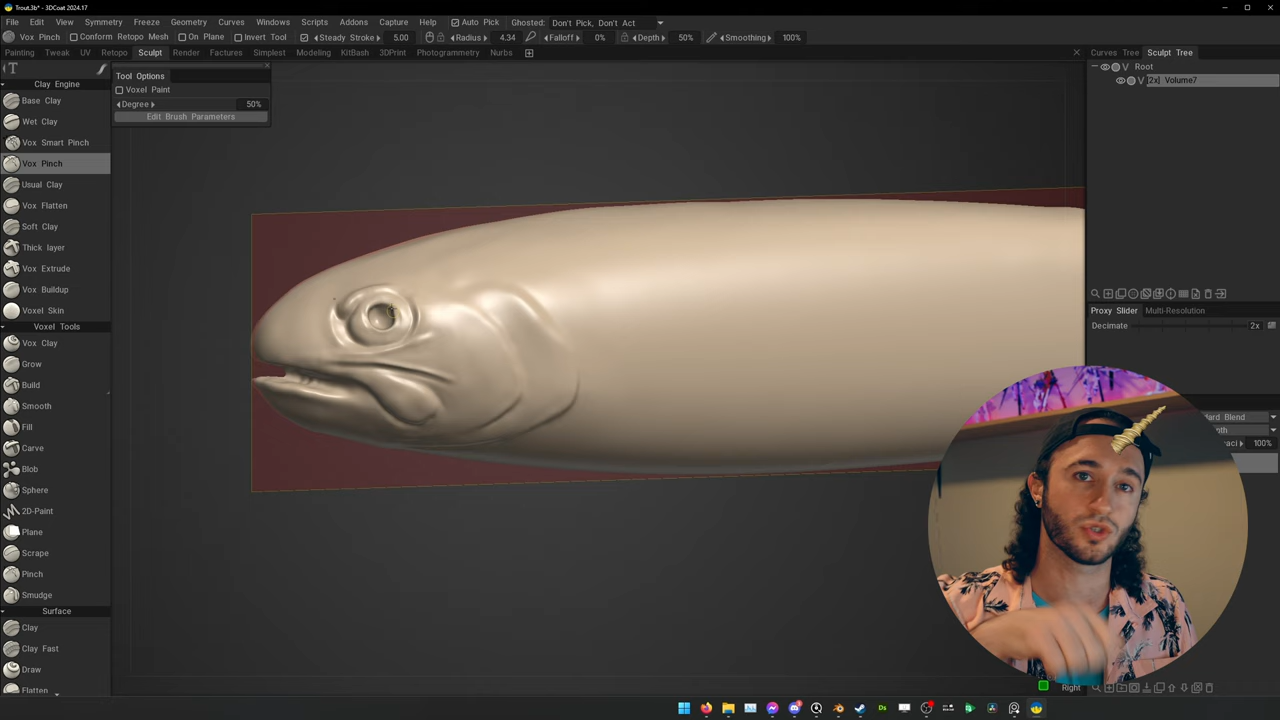 Trout.3b* - 3DCoat 2024.17
File Edit View Symmetry Freeze Geometry Curves Windows Scripts Addons Capture Help Auto Pick Ghosted: Don't Pick, Don't Act
Vox Pinch Conform Retopo Mesh On Plane Invert Tool Steady Stroke 5.00 Radius 4.34 Falloff 0% Depth 50% Smoothing 100%
Painting Tweak UV Retopo Sculpt Render Factures Simplest Modeling KitBash 3DPrint Photogrammetry Nurbs
Curves Tree Sculpt Tree
Root
V [2x] Volume7
Tool Options
Voxel Paint
Degree 50%
Edit Brush Parameters
Clay Engine
Base Clay
Wet Clay
Vox Smart Pinch
Vox Pinch
Usual Clay
Vox Flatten
Soft Clay
Thick layer
Vox Extrude
Vox Buildup
Voxel Skin
Voxel Tools
Vox Clay
Grow
Build
Smooth
Fill
Carve
Blob
Sphere
2D-Paint
Plane
Scrape
Pinch
Smudge
Surface
Clay
Clay Fast
Draw
Flatten
Proxy Slider Multi-Resolution
Decimate 2x
Blend
100%
Right